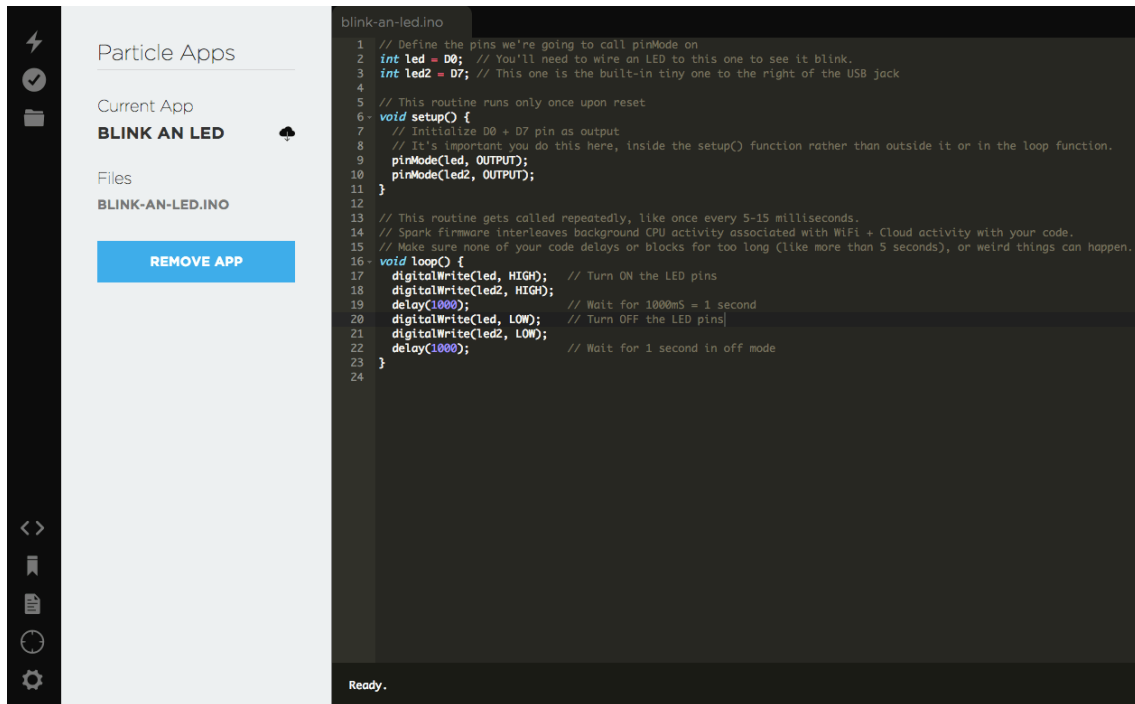 Particle Apps
Current App
BLINK AN LED
Files
BLINK-AN-LED.INO
REMOVE APP
blink-an-led.ino
1 // Define the pins we're going to call pinMode on
2 int led = D0;  // You'll need to wire an LED to this one to see it blink.
3 int led2 = D7; // This one is the built-in tiny one to the right of the USB jack
4
5 // This routine runs only once upon reset
6 void setup() {
7   // Initialize D0 + D7 pin as output
8   // It's important you do this here, inside the setup() function rather than outside it or in the loop function.
9   pinMode(led, OUTPUT);
10   pinMode(led2, OUTPUT);
11 }
12
13 // This routine gets called repeatedly, like once every 5-15 milliseconds.
14 // Spark firmware interleaves background CPU activity associated with WiFi + Cloud activity with your code.
15 // Make sure none of your code delays or blocks for too long (like more than 5 seconds), or weird things can happen.
16 void loop() {
17   digitalWrite(led, HIGH);   // Turn ON the LED pins
18   digitalWrite(led2, HIGH);
19   delay(1000);               // Wait for 1000mS = 1 second
20   digitalWrite(led, LOW);    // Turn OFF the LED pins
21   digitalWrite(led2, LOW);
22   delay(1000);               // Wait for 1 second in off mode
23 }
24
Ready.